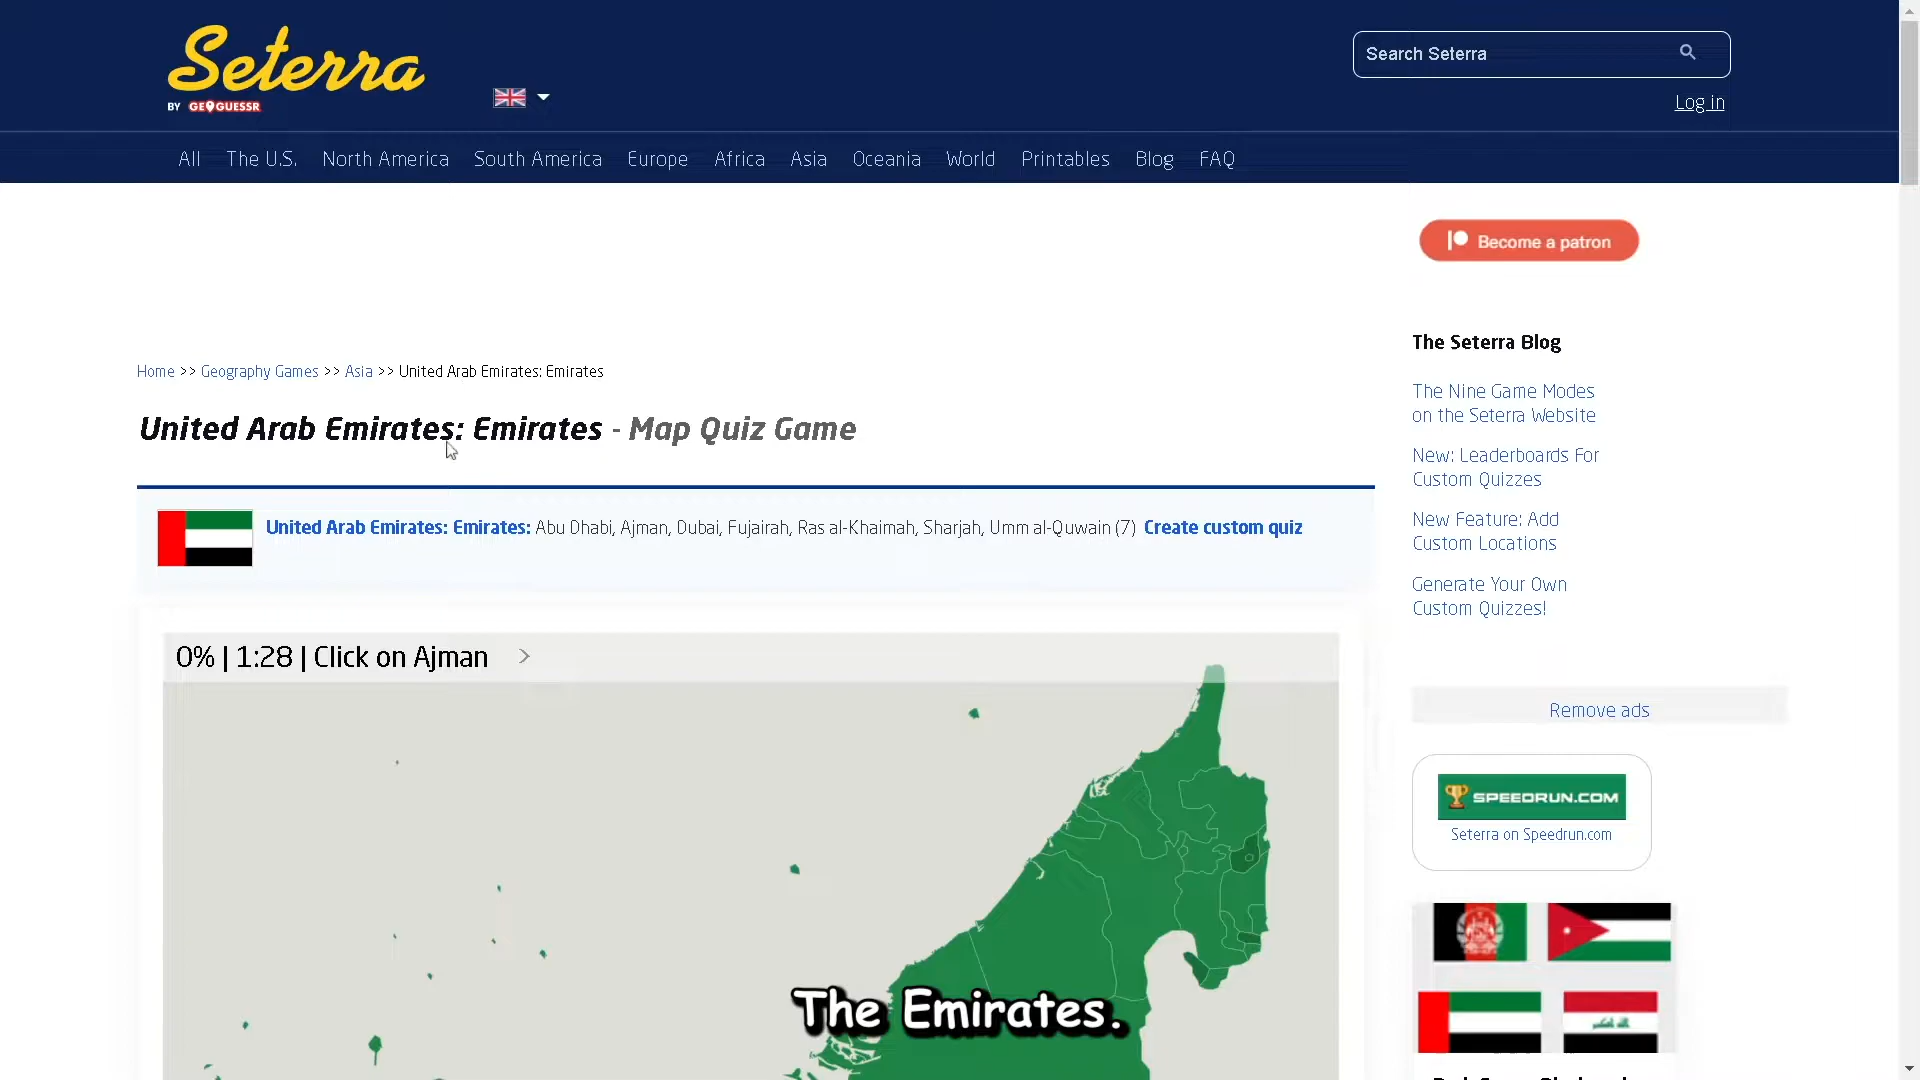 Seterra
BY GEOGUESSR
Search Seterra
Log in
All The U.S. North America South America Europe Africa Asia Oceania World Printables Blog FAQ
Become a patron
Home >> Geography Games >> Asia >> United Arab Emirates: Emirates
United Arab Emirates: Emirates - Map Quiz Game
United Arab Emirates: Emirates: Abu Dhabi, Ajman, Dubai, Fujairah, Ras al-Khaimah, Sharjah, Umm al-Quwain (7) Create custom quiz
0% | 1:28 | Click on Ajman >
The Emirates.
The Seterra Blog
The Nine Game Modes
on the Seterra Website
New: Leaderboards For
Custom Quizzes
New Feature: Add
Custom Locations
Generate Your Own
Custom Quizzes!
Remove ads
SPEEDRUN.COM
Seterra on Speedrun.com